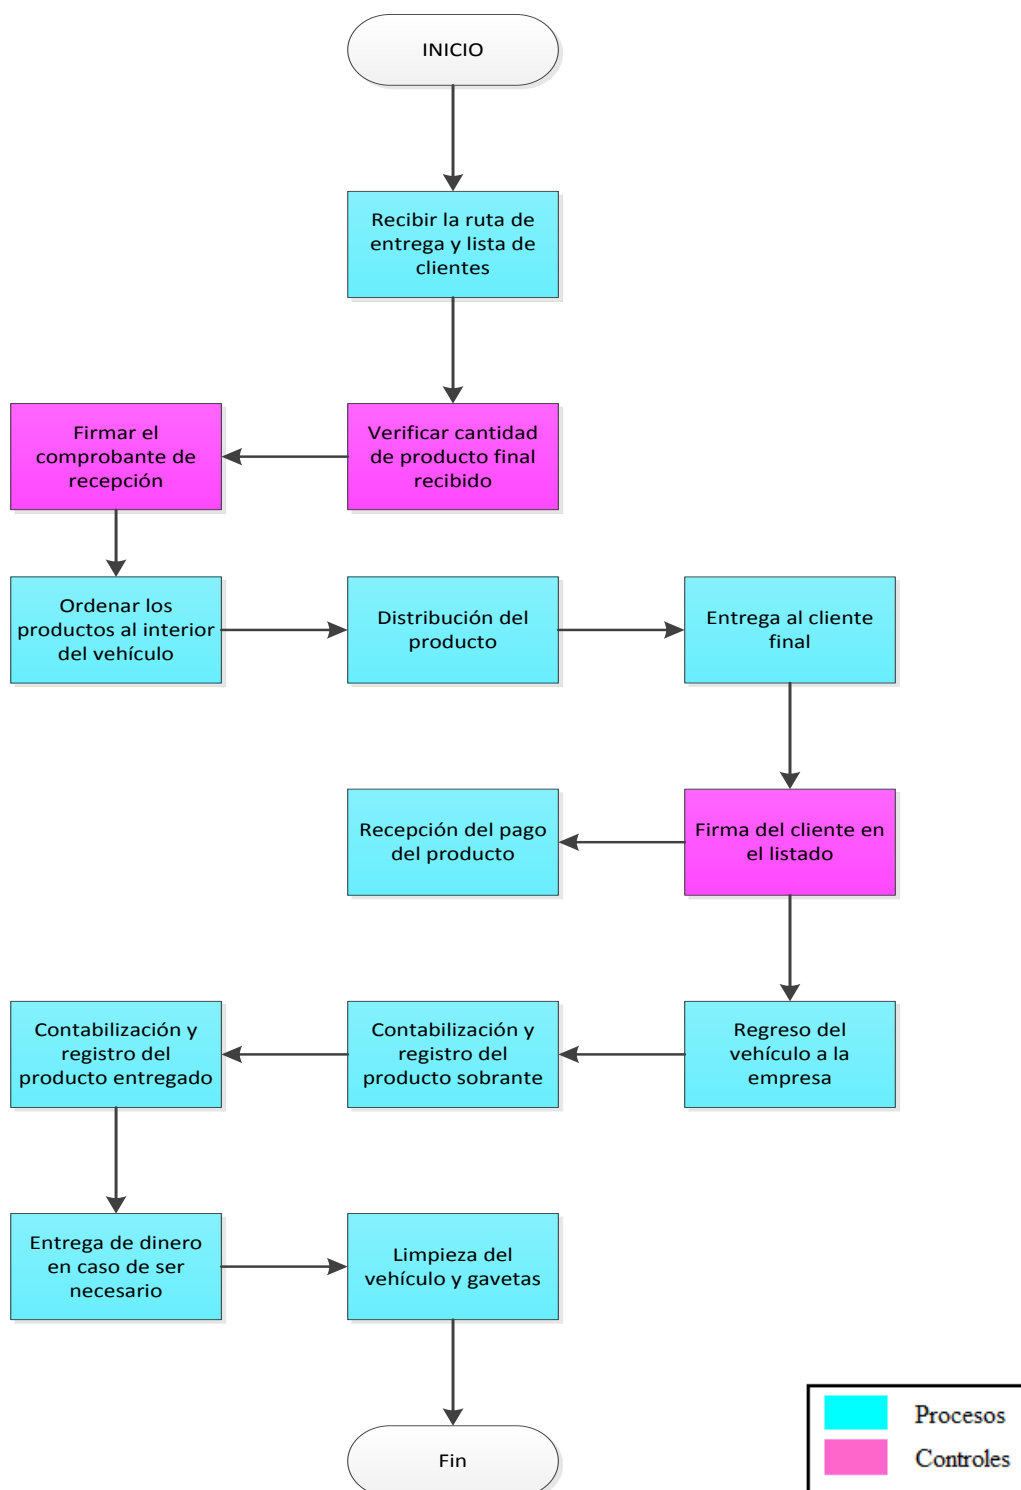 INICIO
Recibir la ruta de
entrega y lista de
clientes
Firmar el
comprobante de
recepción
Verificar cantidad
de producto final
recibido
Ordenar los
productos al interior
del vehículo
Distribución del
producto
Entrega al cliente
final
Recepción del pago
del producto
Firma del cliente en
el listado
Contabilización y
registro del
producto entregado
Contabilización y
registro del
producto sobrante
Regreso del
vehículo a la
empresa
Entrega de dinero
en caso de ser
necesario
Limpieza del
vehículo y gavetas
Fin
Procesos
Controles